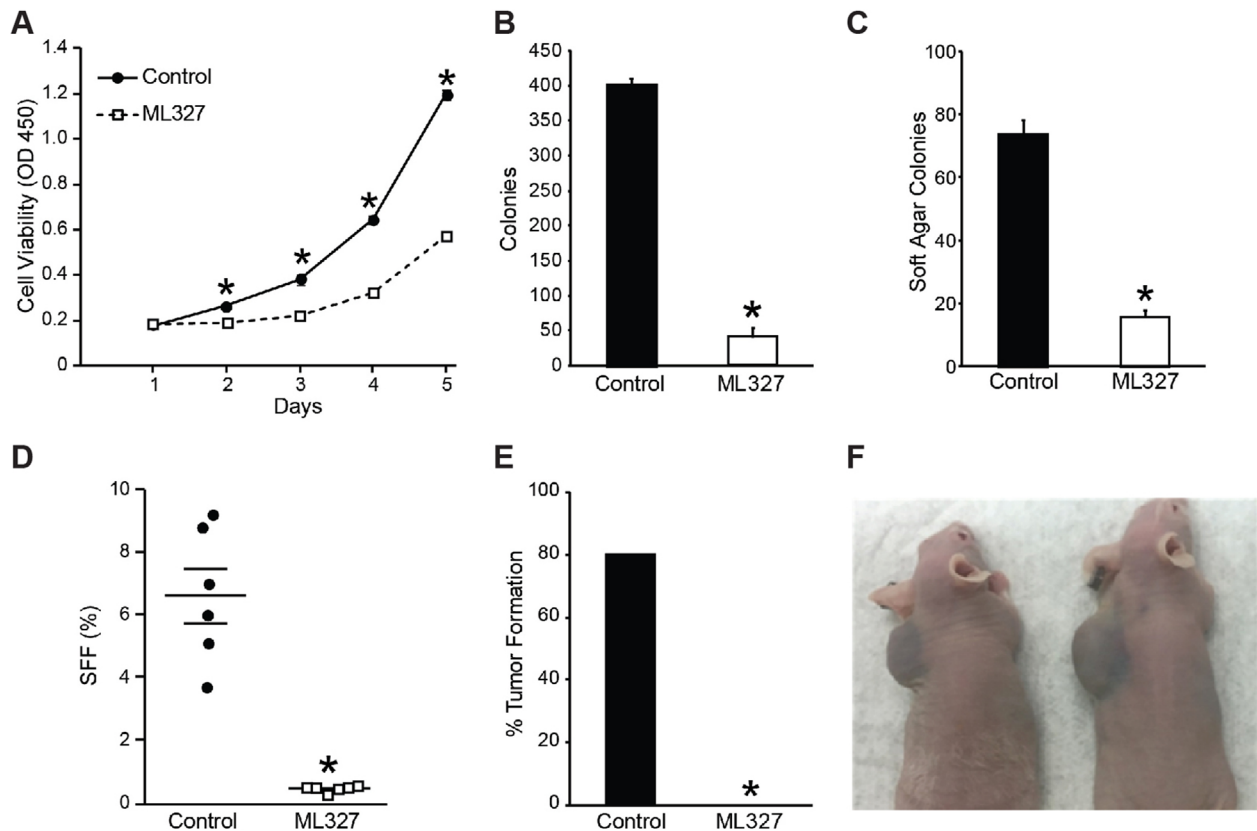 A
Cell Viability (OD 450)
1.4
1.2
1.0
0.8
0.6
0.4
0.2
0
Control
ML327
*
*
*
*
1
2
3
4
5
Days
B
Colonies
450
400
350
300
250
200
150
100
50
0
*
Control
ML327
C
Soft Agar Colonies
100
80
60
40
20
0
*
Control
ML327
D
SFF (%)
10
8
6
4
2
0
*
Control
ML327
E
% Tumor Formation
100
80
60
40
20
0
*
Control
ML327
F